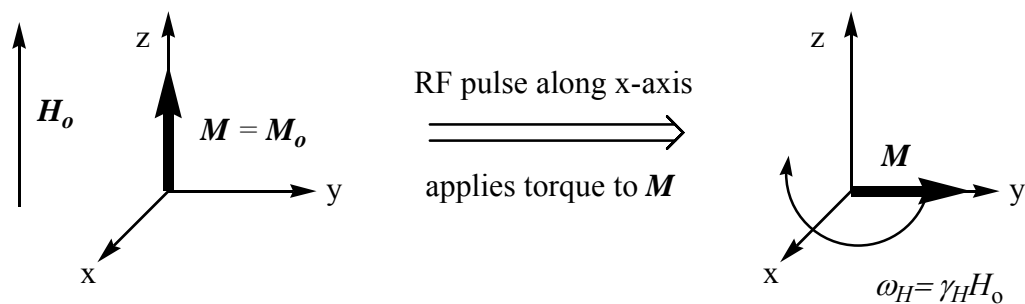 z
H_o
M = M_o
y
x
RF pulse along x-axis
applies torque to M
z
M
y
x
ω_H = γ_H H_o